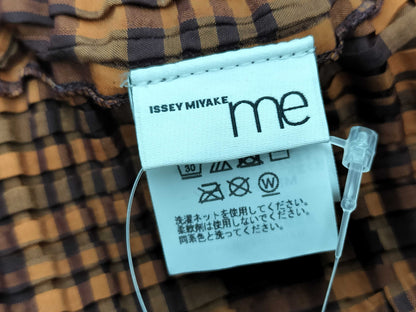 ISSEY MIYAKE me
30
W
洗濯ネットを使用してください。
柔軟剤は使用しないでください。
同系色と洗ってください。